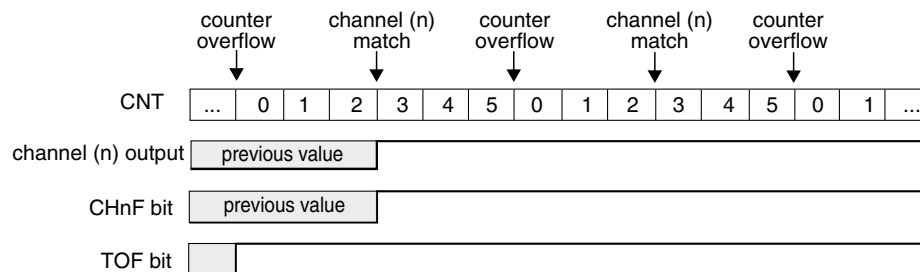 counter overflow
channel (n) match
counter overflow
channel (n) match
counter overflow
CNT ... 0 1 2 3 4 5 0 1 2 3 4 5 0 1 ...
channel (n) output previous value
CHnF bit previous value
TOF bit